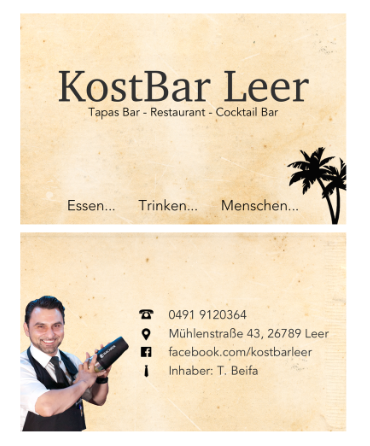 KostBar Leer
Tapas Bar - Restaurant - Cocktail Bar
Essen... Trinken... Menschen...
0491 9120364
Mühlenstraße 43, 26789 Leer
facebook.com/kostbarleer
Inhaber: T. Beifa